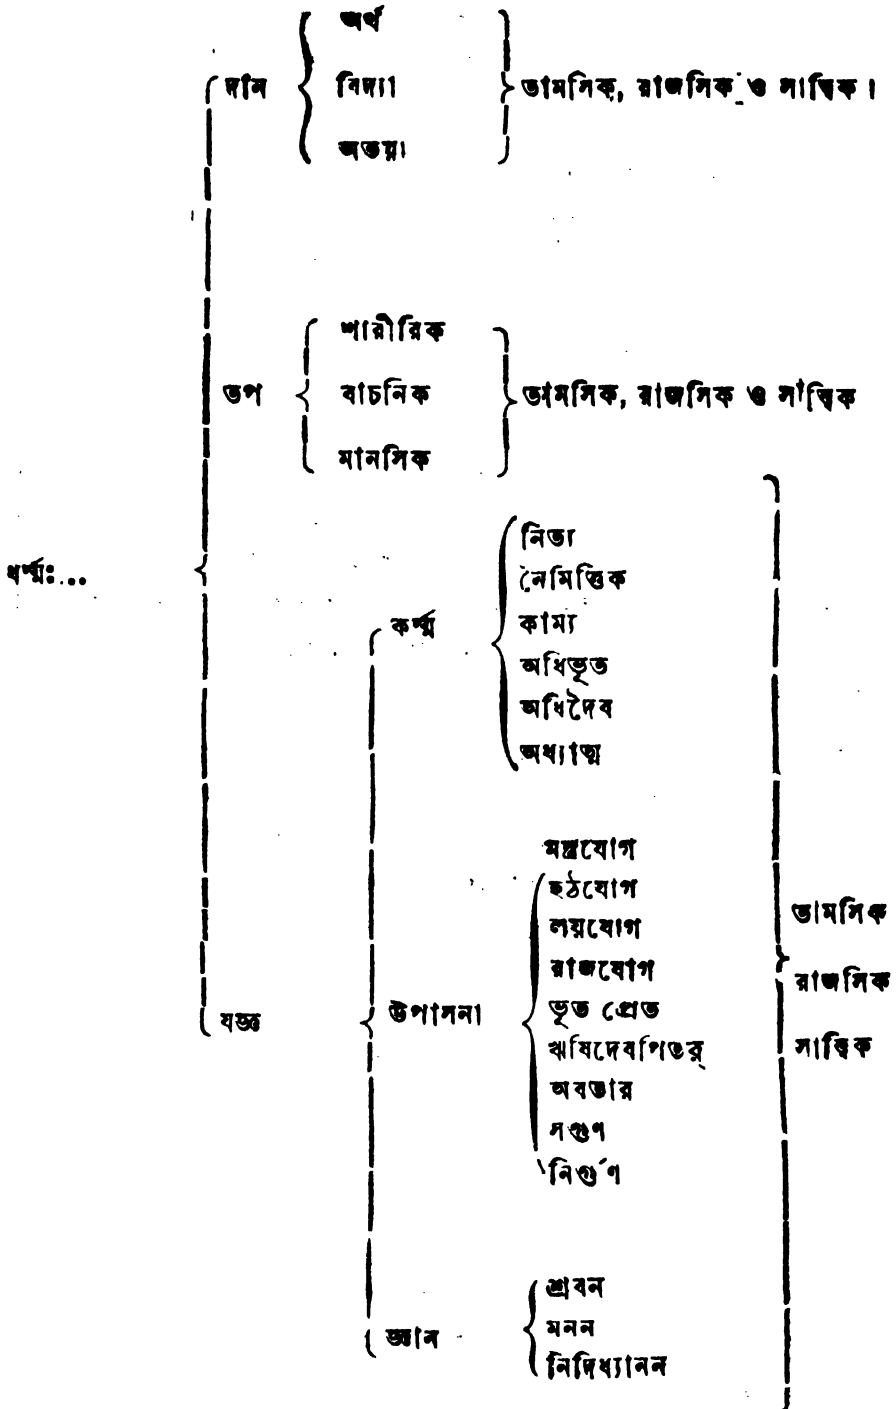 অর্থ
দান বিদ্যা তামসিক, রাজসিক ও সাত্ত্বিক ।
অভয়।
শারীরিক
তপ বাচনিক তামসিক, রাজসিক ও সাত্ত্বিক
মানসিক
ধর্ম্মঃ...
নিত্য
নৈমিত্তিক
কর্ম্ম কাম্য
অধিভূত
অধিদৈব
অধ্যাত্ম
মন্ত্রযোগ
হঠযোগ
লয়যোগ তামসিক
রাজযোগ রাজসিক
যজ্ঞ উপাসনা ভূত প্রেত
ঋষিদেবপিতর্ সাত্ত্বিক
অবতার
সগুণ
নির্গুণ
শ্রবন
জ্ঞান মনন
নিদিধ্যানন